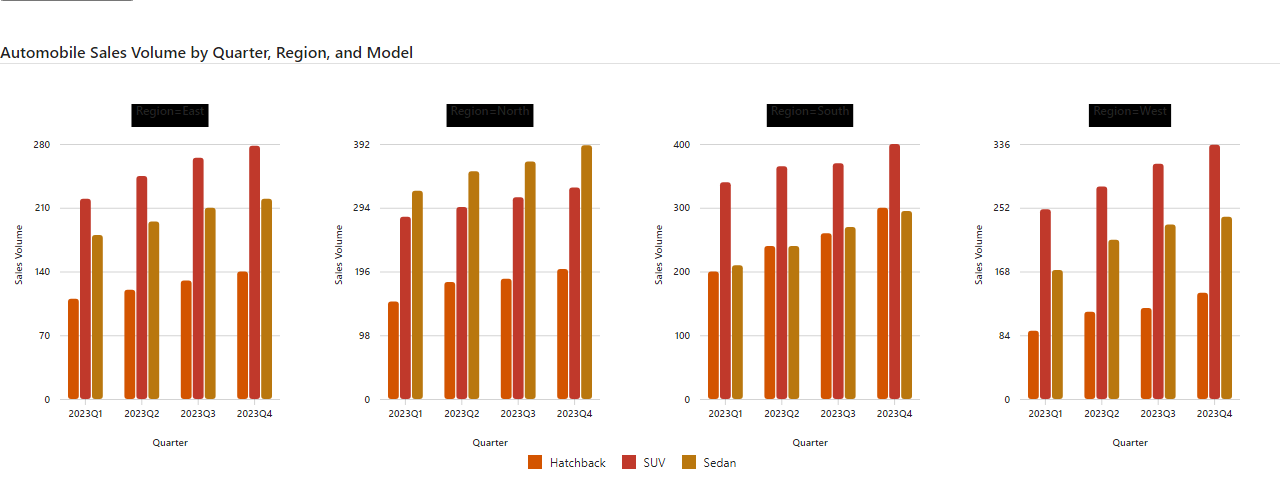 Automobile Sales Volume by Quarter, Region, and Model
Region=East
280
210
140
70
0
Sales Volume
2023Q1 2023Q2 2023Q3 2023Q4
Quarter
Region=North
392
294
196
98
0
Sales Volume
2023Q1 2023Q2 2023Q3 2023Q4
Quarter
Region=South
400
300
200
100
0
Sales Volume
2023Q1 2023Q2 2023Q3 2023Q4
Quarter
Region=West
336
252
168
84
0
Sales Volume
2023Q1 2023Q2 2023Q3 2023Q4
Quarter
Hatchback SUV Sedan